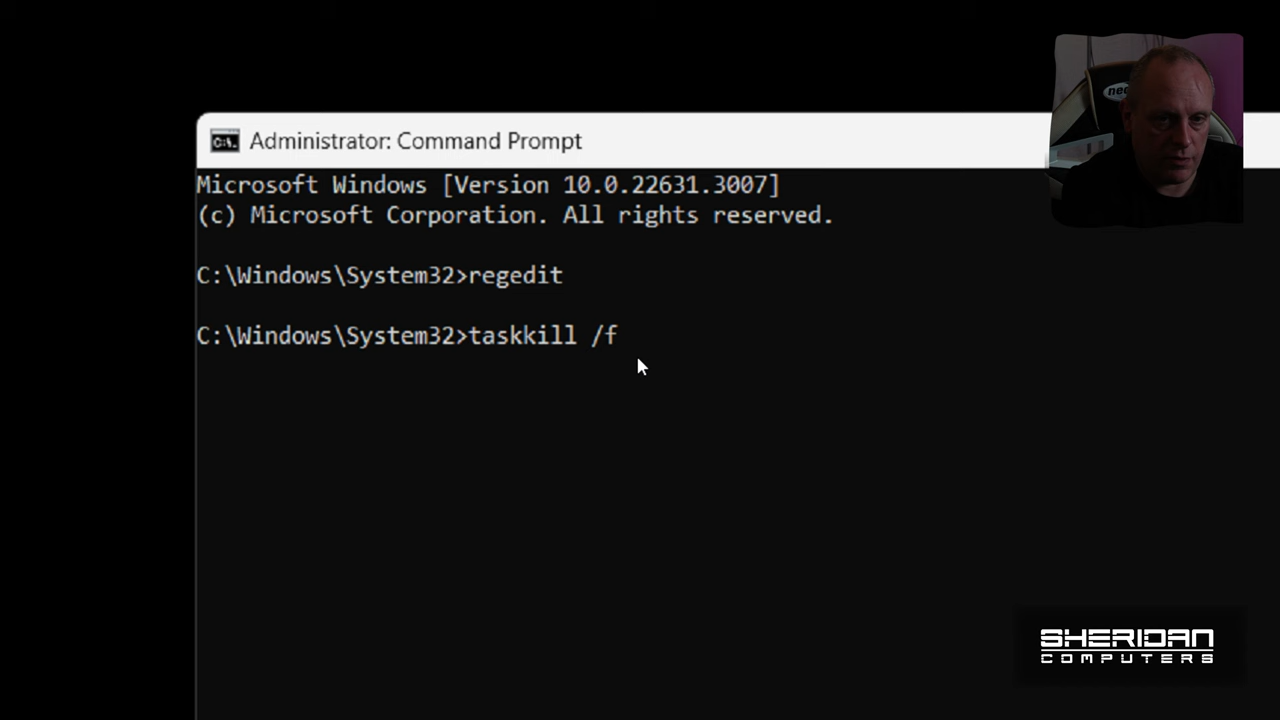 Administrator: Command Prompt
Microsoft Windows [Version 10.0.22631.3007]
(c) Microsoft Corporation. All rights reserved.
C:\Windows\System32>regedit
C:\Windows\System32>taskkill /f
SHERIDAN
COMPUTERS